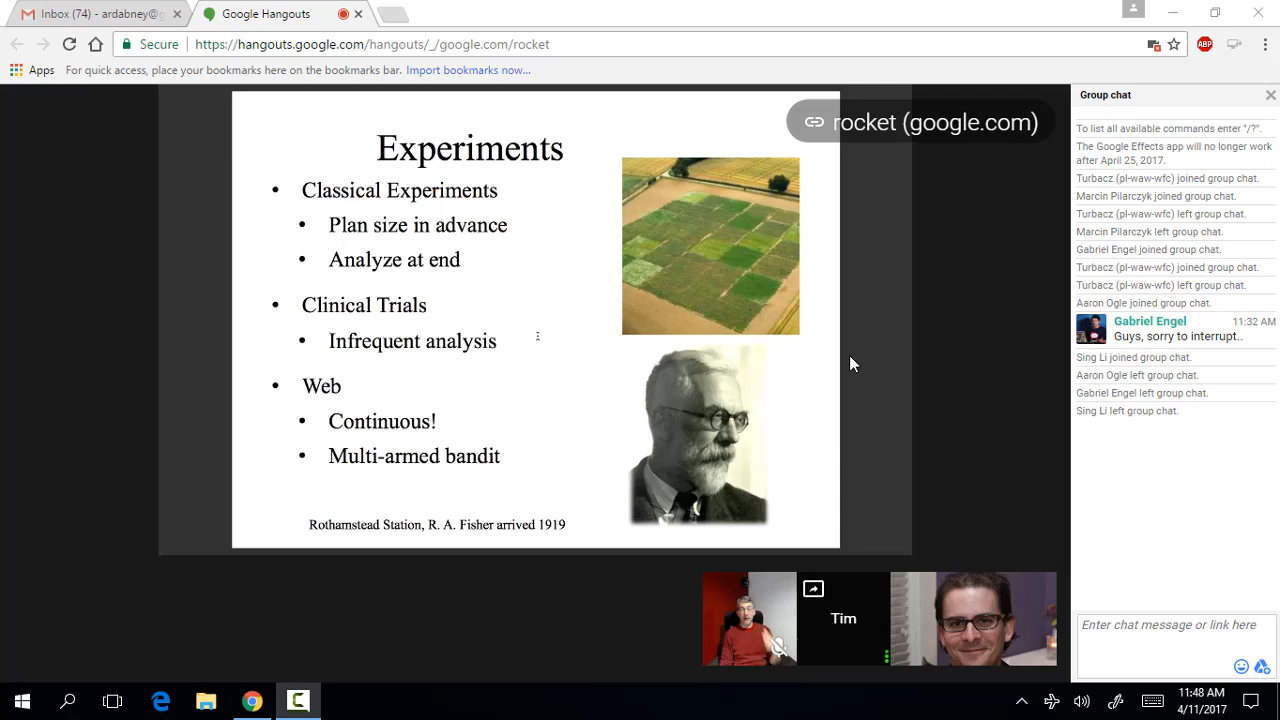 Inbox (74) - ardabney@g
Google Hangouts
Secure
https://hangouts.google.com/hangouts/_/google.com/rocket
ABP
Apps
For quick access, place your bookmarks here on the bookmarks bar. Import bookmarks now...
rocket (google.com)
Experiments
• Classical Experiments
• Plan size in advance
• Analyze at end
• Clinical Trials
• Infrequent analysis
• Web
• Continuous!
• Multi-armed bandit
Rothamstead Station, R. A. Fisher arrived 1919
Tim
Group chat
To list all available commands enter "/?".
The Google Effects app will no longer work
after April 25, 2017.
Turbacz (pl-waw-wfc) joined group chat.
Marcin Pilarczyk joined group chat.
Turbacz (pl-waw-wfc) left group chat.
Marcin Pilarczyk left group chat.
Gabriel Engel joined group chat.
Turbacz (pl-waw-wfc) joined group chat.
Turbacz (pl-waw-wfc) left group chat.
Aaron Ogle joined group chat.
Gabriel Engel 11:32 AM
Guys, sorry to interrupt..
Sing Li joined group chat.
Aaron Ogle left group chat.
Gabriel Engel left group chat.
Sing Li left group chat.
Enter chat message or link here
11:48 AM
4/11/2017